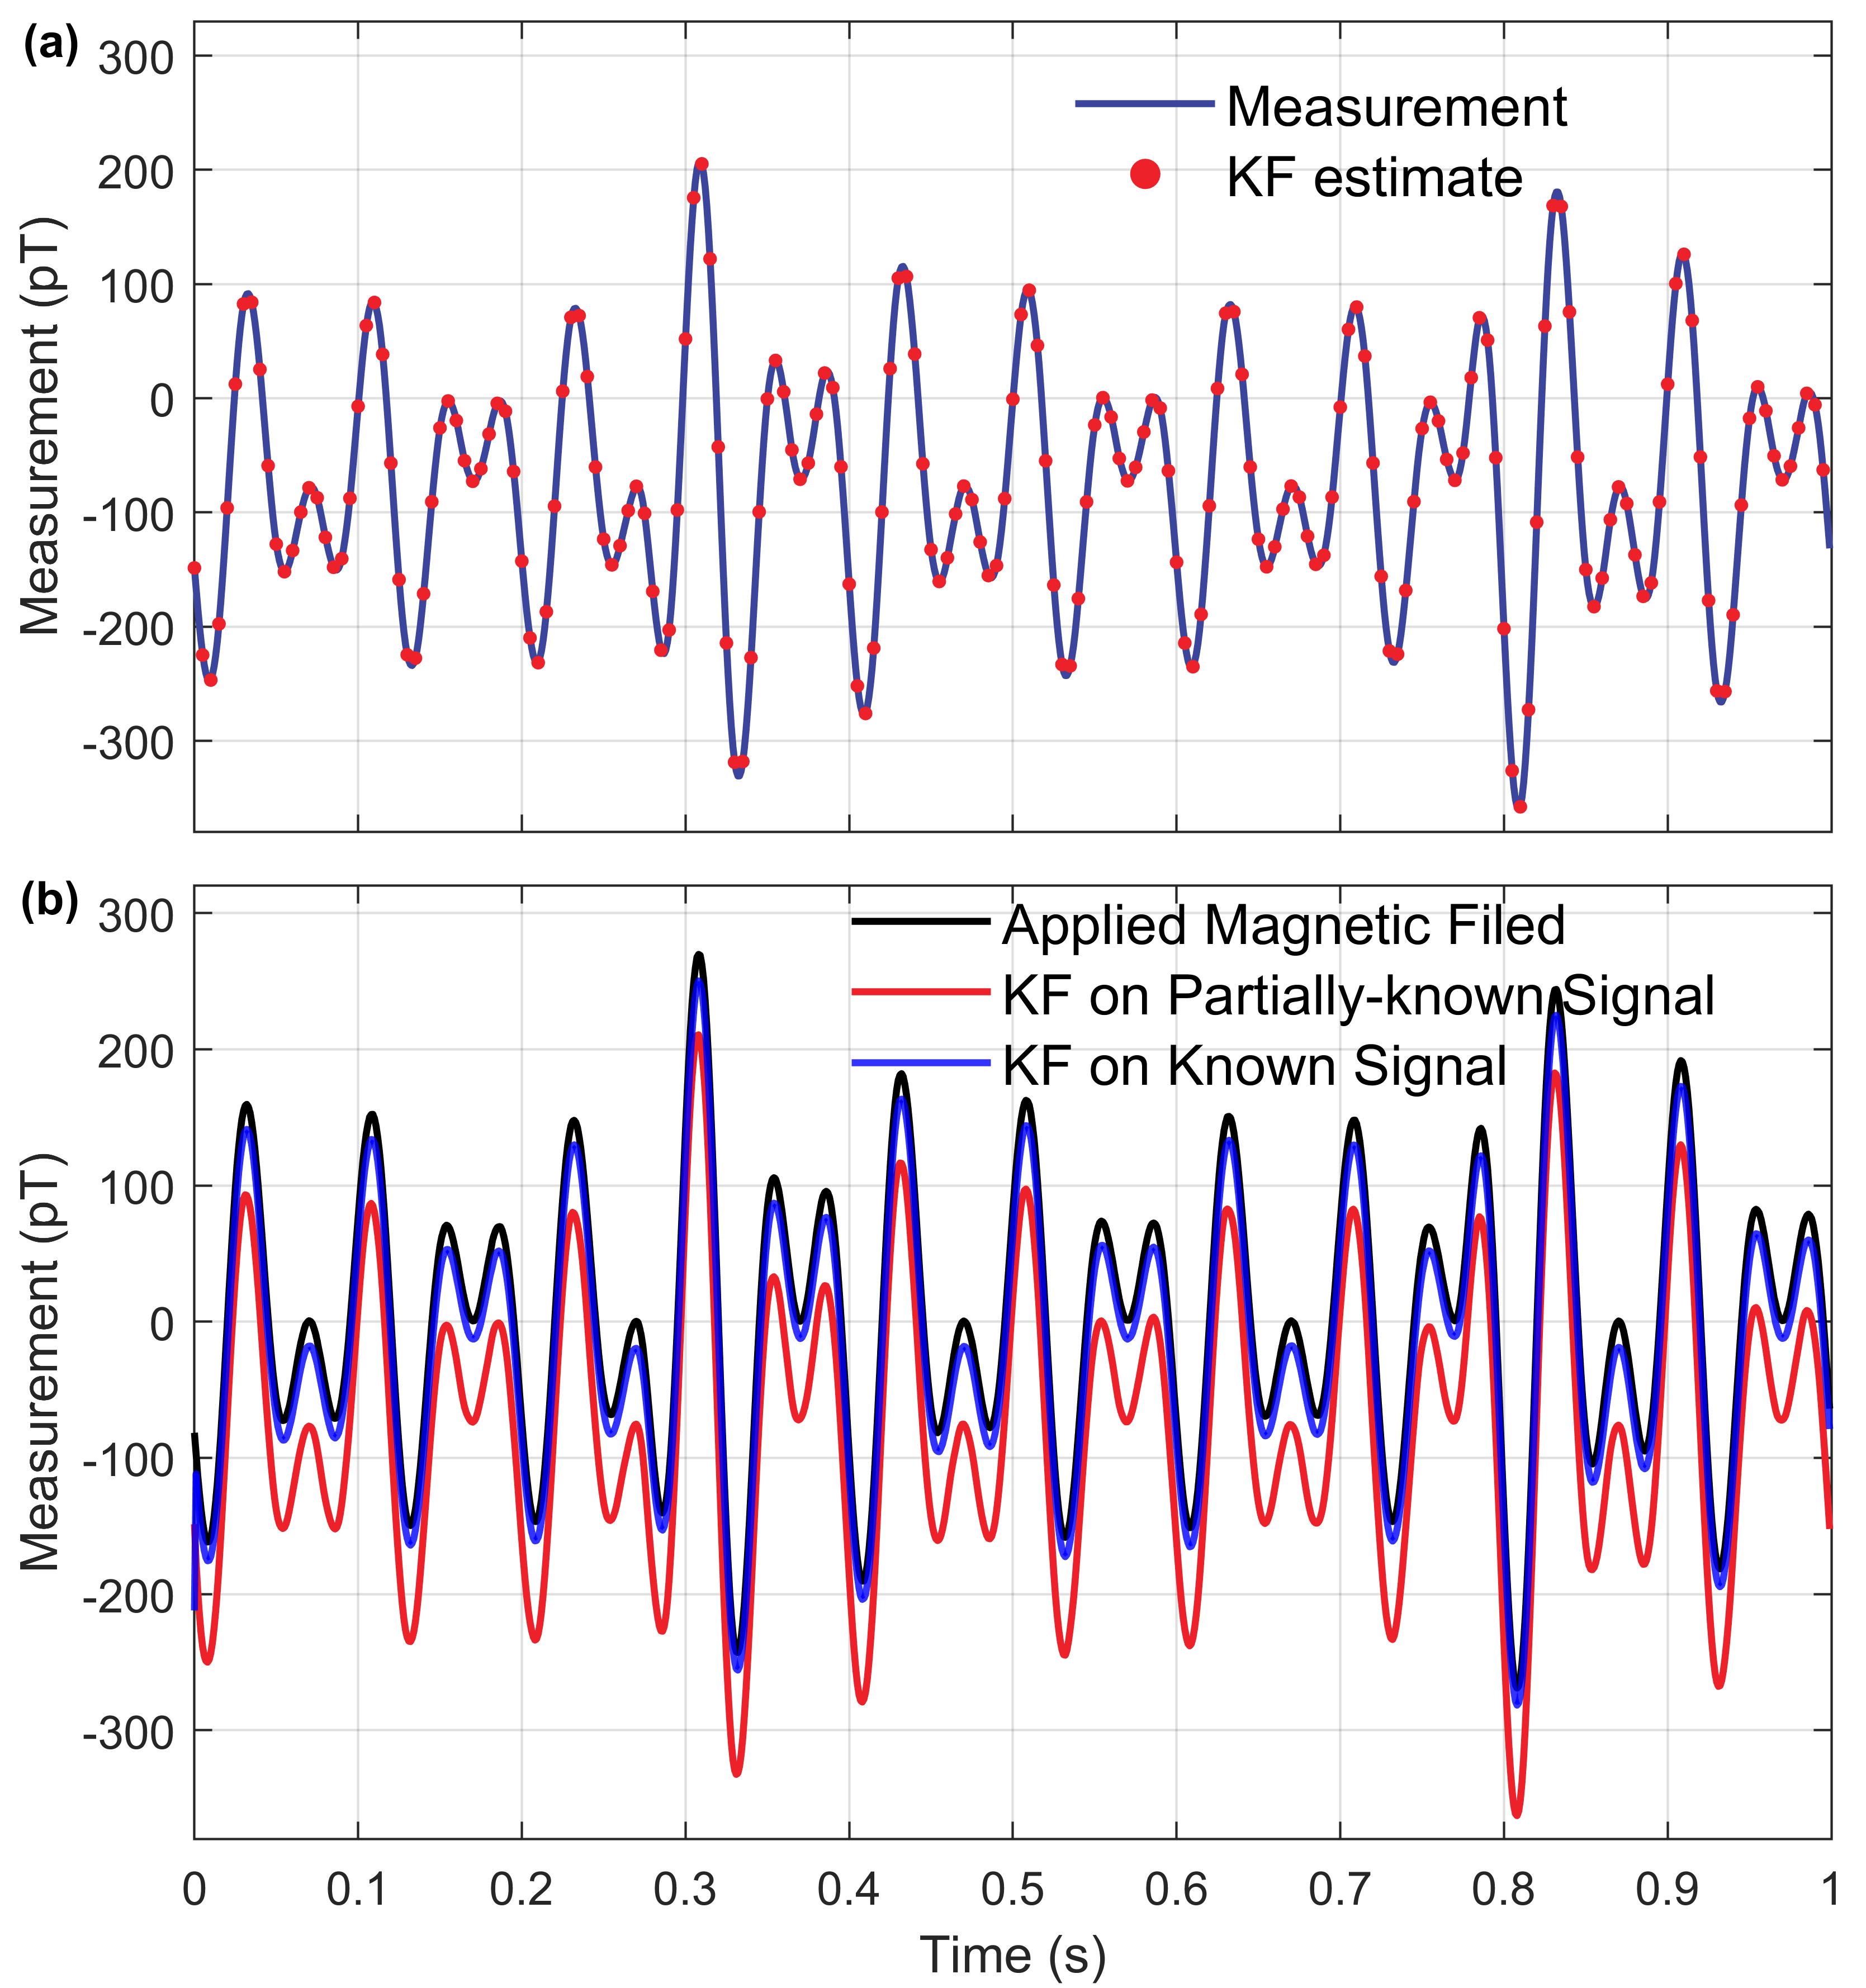 (a)
300
200
100
0
-100
-200
-300
Measurement (pT)
Measurement
KF estimate
(b)
300
200
100
0
-100
-200
-300
Measurement (pT)
Applied Magnetic Filed
KF on Partially-known Signal
KF on Known Signal
0 0.1 0.2 0.3 0.4 0.5 0.6 0.7 0.8 0.9 1
Time (s)